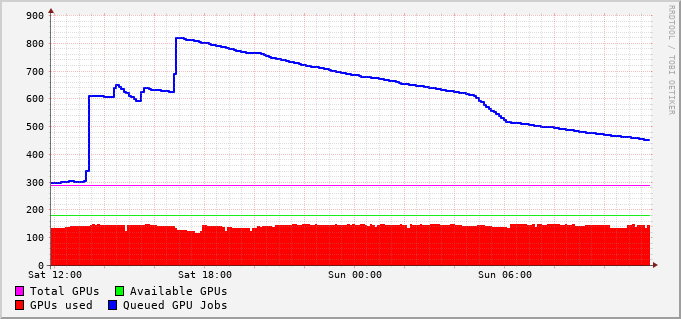 900
800
700
600
500
400
300
200
100
0
Sat 12:00 Sat 18:00 Sun 00:00 Sun 06:00
Total GPUs Available GPUs
GPUs used Queued GPU Jobs
RRDTOOL / TOBI OETIKER